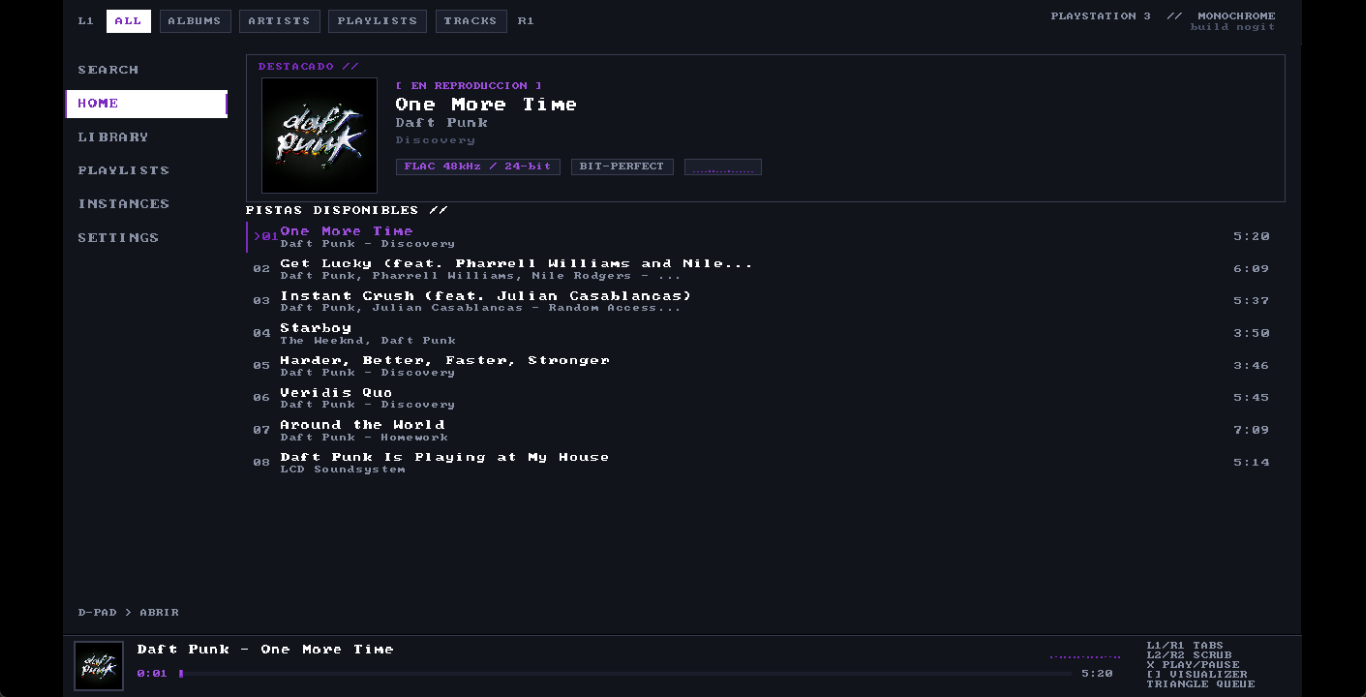 L1 ALL ALBUMS ARTISTS PLAYLISTS TRACKS R1
PLAYSTATION 3 // MONOCHROME
build nogit
SEARCH
HOME
LIBRARY
PLAYLISTS
INSTANCES
SETTINGS
D-PAD > ABRIR
DESTACADO //
daft punk
[ EN REPRODUCCION ]
One More Time
Daft Punk
Discovery
FLAC 48kHz / 24-bit BIT-PERFECT
PISTAS DISPONIBLES //
>01 One More Time 5:20
Daft Punk - Discovery
02 Get Lucky (feat. Pharrell Williams and Nile... 6:09
Daft Punk, Pharrell Williams, Nile Rodgers - ...
03 Instant Crush (feat. Julian Casablancas) 5:37
Daft Punk, Julian Casablancas - Random Access...
04 Starboy 3:50
The Weeknd, Daft Punk
05 Harder, Better, Faster, Stronger 3:46
Daft Punk - Discovery
06 Veridis Quo 5:45
Daft Punk - Discovery
07 Around the World 7:09
Daft Punk - Homework
08 Daft Punk Is Playing at My House 5:14
LCD Soundsystem
daft punk
Daft Punk - One More Time
0:01 5:20
L1/R1 TABS
L2/R2 SCRUB
X PLAY/PAUSE
[] VISUALIZER
TRIANGLE QUEUE